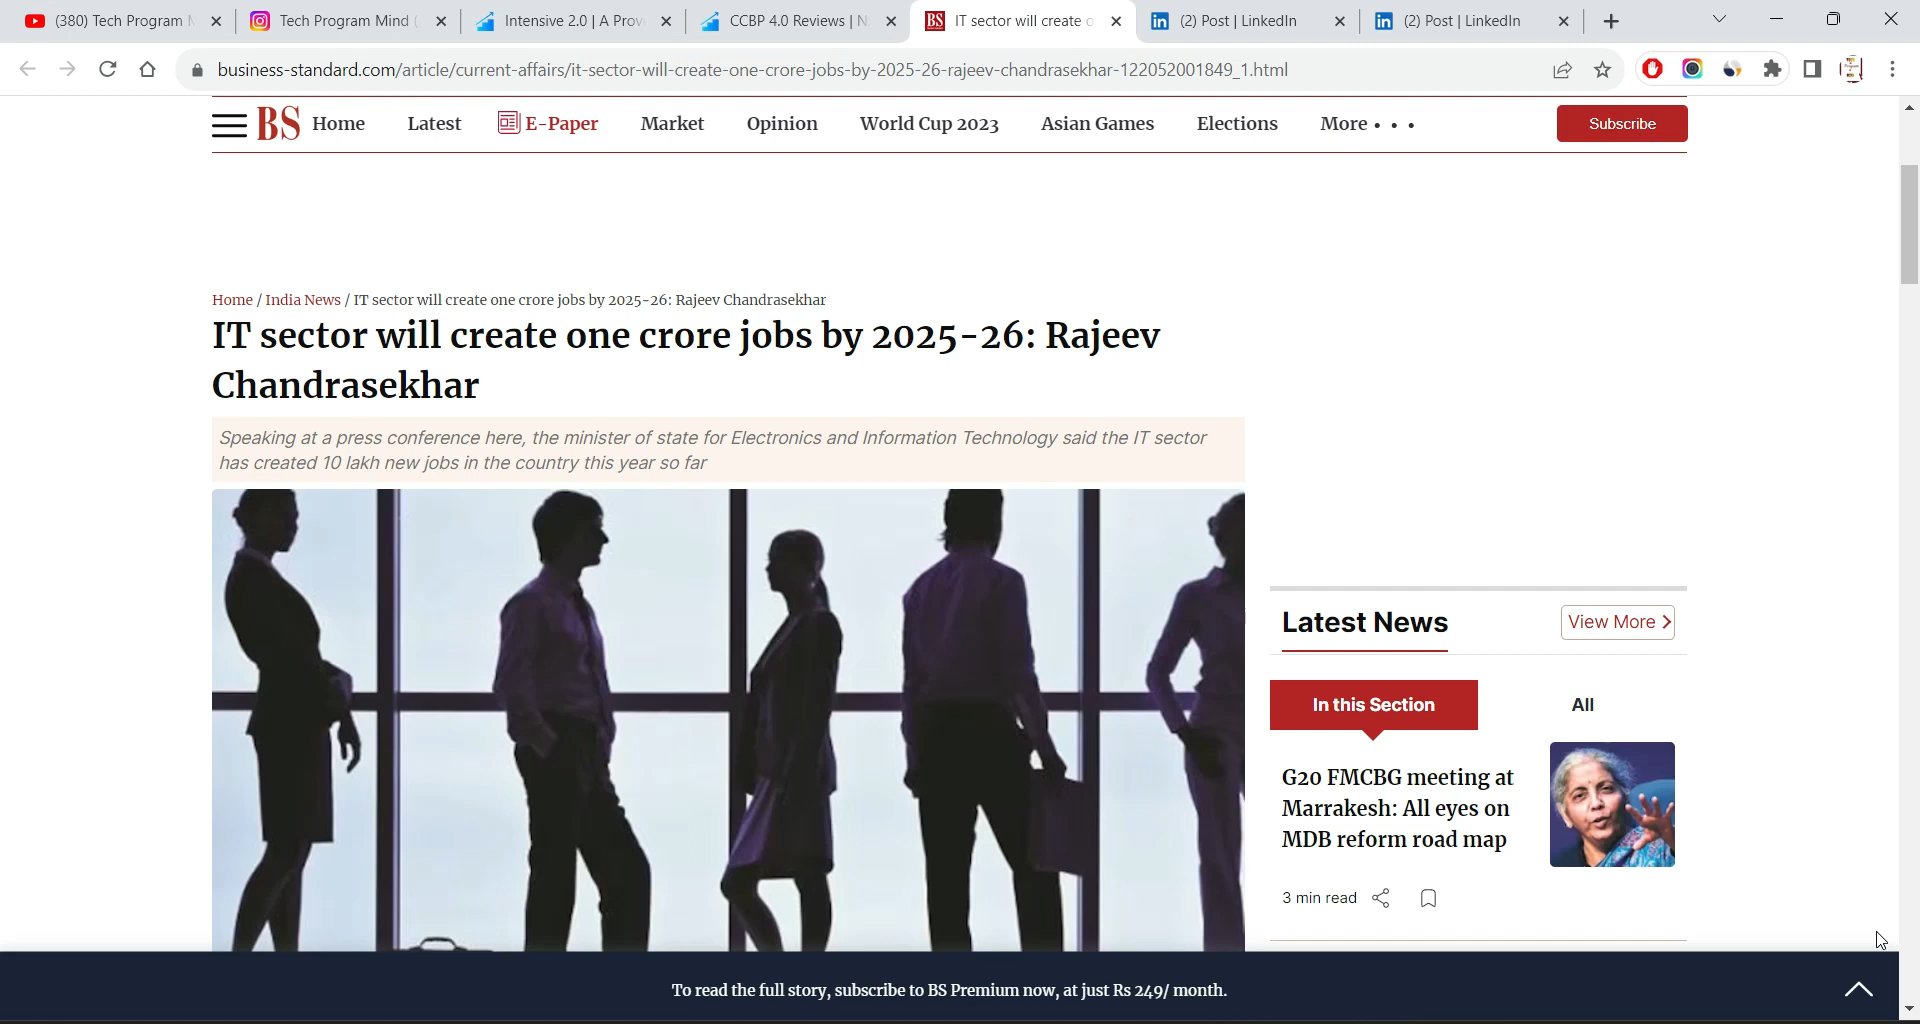 (380) Tech Program M
Tech Program Mind (
Intensive 2.0 | A Prov
CCBP 4.0 Reviews | N
BS IT sector will create o
in (2) Post | LinkedIn
in (2) Post | LinkedIn
business-standard.com/article/current-affairs/it-sector-will-create-one-crore-jobs-by-2025-26-rajeev-chandrasekhar-122052001849_1.html
BS Home Latest E-Paper Market Opinion World Cup 2023 Asian Games Elections More • • •
Subscribe
Home / India News / IT sector will create one crore jobs by 2025-26: Rajeev Chandrasekhar
IT sector will create one crore jobs by 2025-26: Rajeev
Chandrasekhar
Speaking at a press conference here, the minister of state for Electronics and Information Technology said the IT sector
has created 10 lakh new jobs in the country this year so far
Latest News
View More
In this Section
All
G20 FMCBG meeting at
Marrakesh: All eyes on
MDB reform road map
3 min read
To read the full story, subscribe to BS Premium now, at just Rs 249/ month.